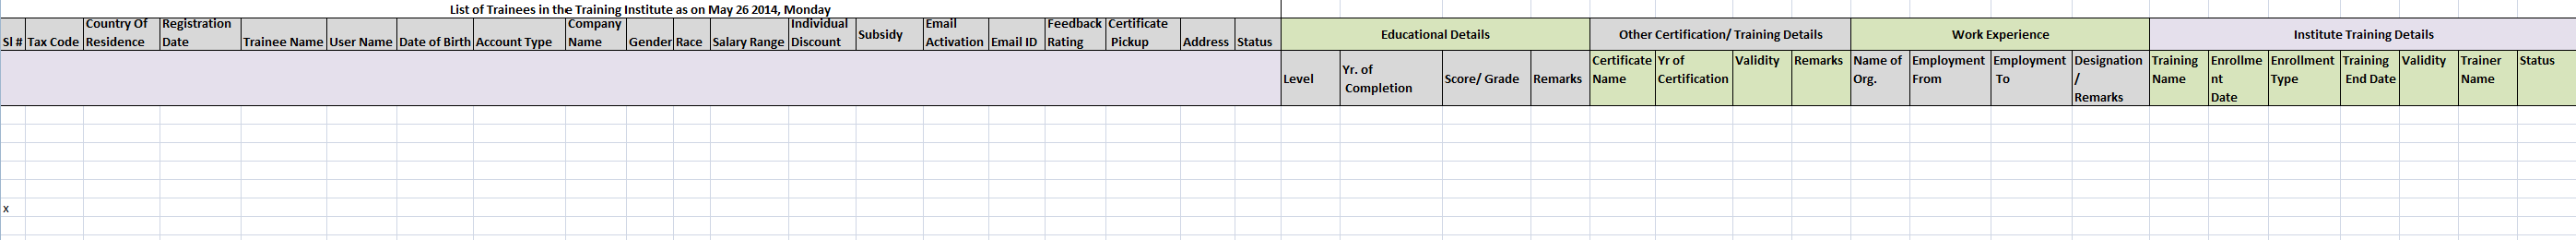 List of Trainees in the Training Institute as on May 26 2014, Monday
Sl #
Tax Code
Country Of
Residence
Registration
Date
Trainee Name
User Name
Date of Birth
Account Type
Company
Name
Gender
Race
Salary Range
Individual
Discount
Subsidy
Email
Activation
Email ID
Feedback
Rating
Certificate
Pickup
Address
Status
Educational Details
Other Certification/ Training Details
Work Experience
Institute Training Details
Level
Yr. of
Completion
Score/ Grade
Remarks
Certificate
Name
Yr of
Certification
Validity
Remarks
Name of
Org.
Employment
From
Employment
To
Designation
/
Remarks
Training
Name
Enrollme
nt
Date
Enrollment
Type
Training
End Date
Validity
Trainer
Name
Status
x